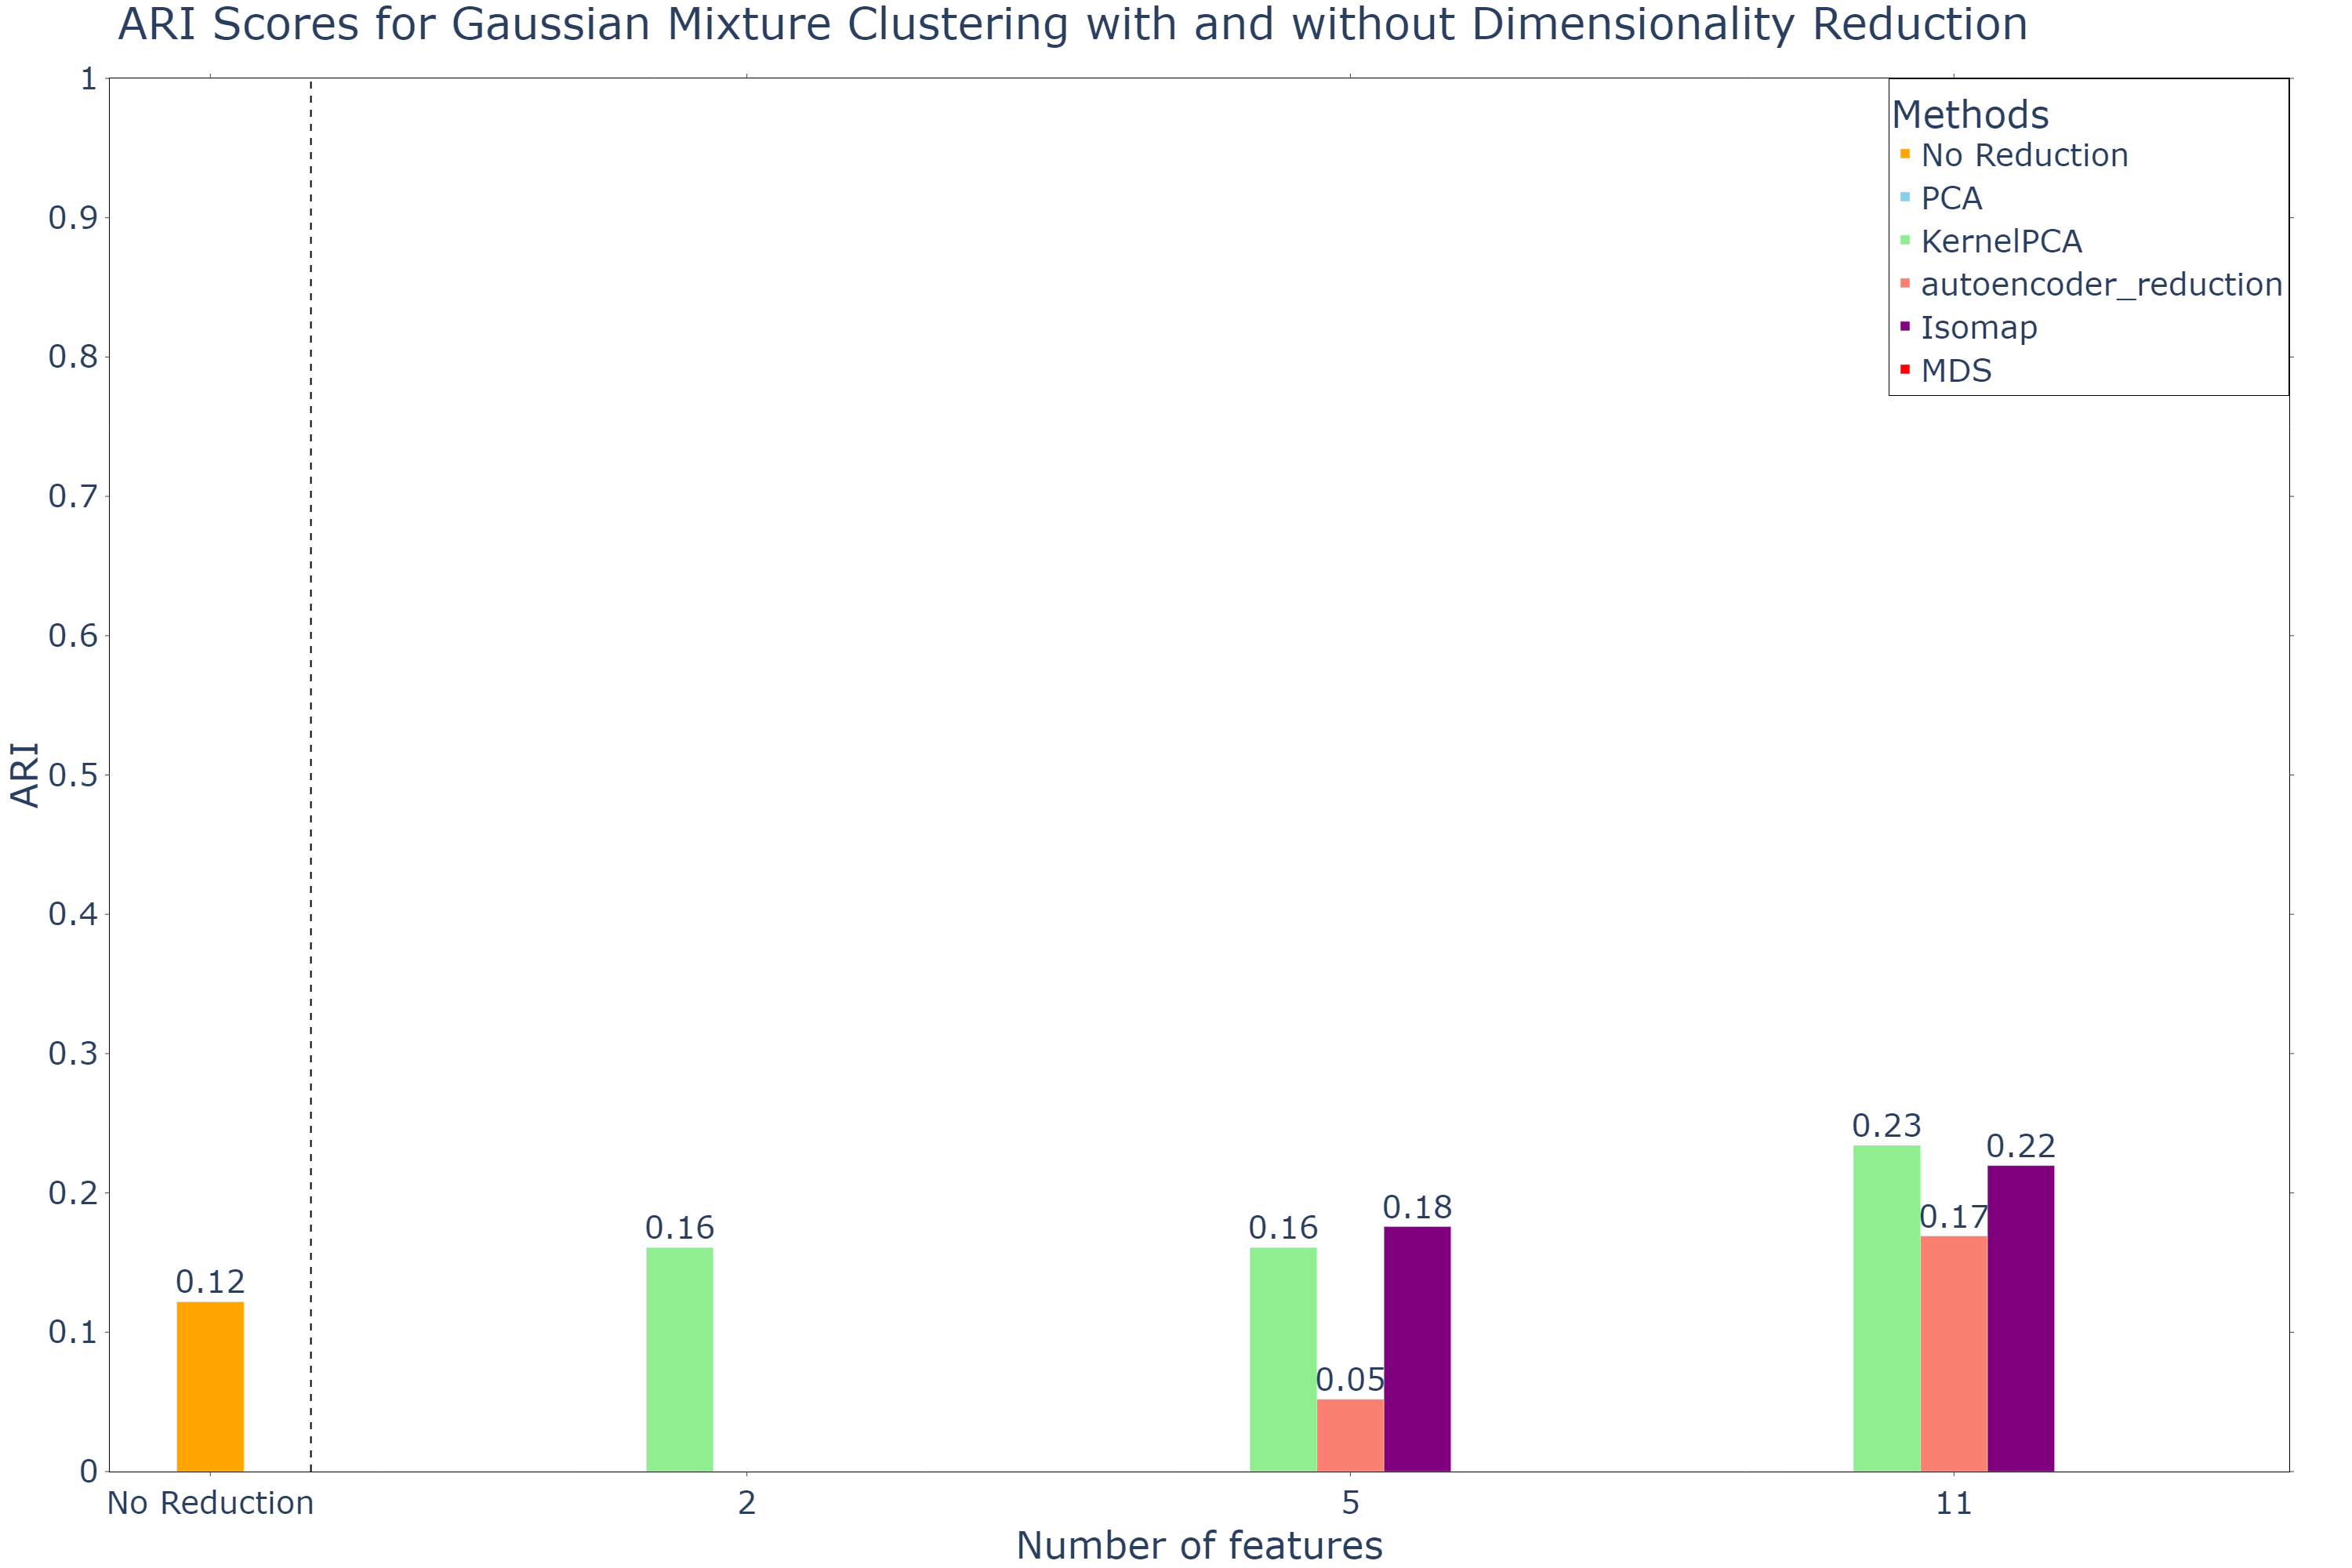 ARI Scores for Gaussian Mixture Clustering with and without Dimensionality Reduction
Methods
No Reduction
PCA
KernelPCA
autoencoder_reduction
Isomap
MDS
ARI
1
0.9
0.8
0.7
0.6
0.5
0.4
0.3
0.2
0.1
0
0.12
0.16
0.16
0.05
0.18
0.23
0.17
0.22
No Reduction
2
5
11
Number of features